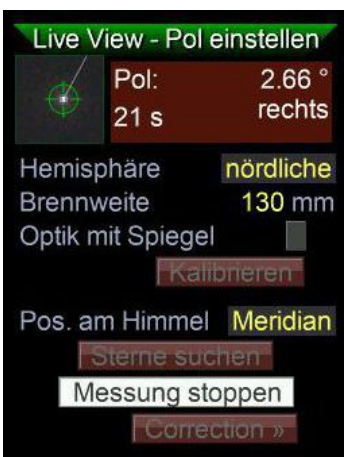 Live View - Pol einstellen
Pol: 2.66 °
21 s rechts
Hemisphäre nördliche
Brennweite 130 mm
Optik mit Spiegel
Kalibrieren
Pos. am Himmel Meridian
Sterne suchen
Messung stoppen
Correction »